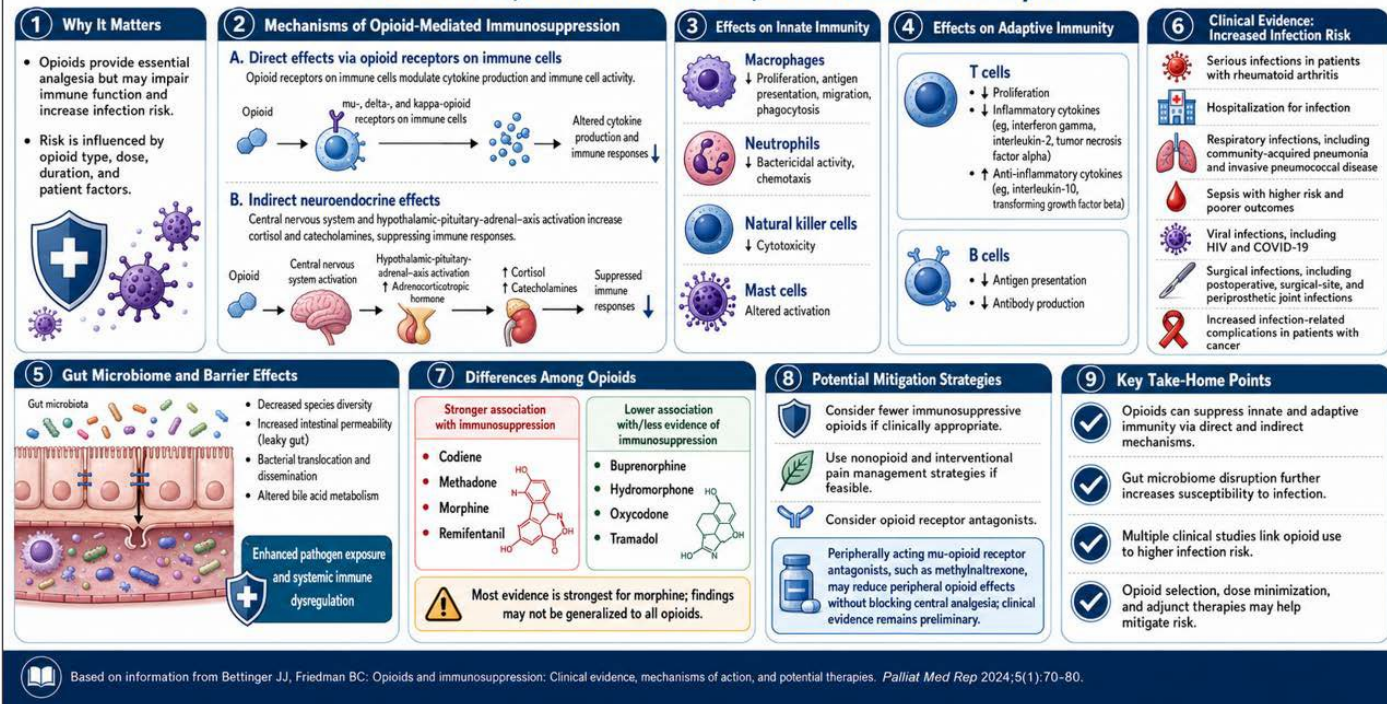 1 Why It Matters
• Opioids provide essential
analgesia but may impair
immune function and
increase infection risk.
• Risk is influenced by
opioid type, dose,
duration, and
patient factors.
2 Mechanisms of Opioid-Mediated Immunosuppression
A. Direct effects via opioid receptors on immune cells
Opioid receptors on immune cells modulate cytokine production and immune cell activity.
Opioid
mu-, delta-, and kappa-opioid
receptors on immune cells
Altered cytokine
production and
immune responses ↓
B. Indirect neuroendocrine effects
Central nervous system and hypothalamic-pituitary-adrenal–axis activation increase
cortisol and catecholamines, suppressing immune responses.
Opioid
Central nervous
system activation
Hypothalamic-pituitary-
adrenal–axis activation
↑ Adrenocorticotropic
hormone
↑ Cortisol
↑ Catecholamines
Suppressed
immune
responses ↓
3 Effects on Innate Immunity
Macrophages
↓ Proliferation, antigen
presentation, migration,
phagocytosis
Neutrophils
↓ Bactericidal activity,
chemotaxis
Natural killer cells
↓ Cytotoxicity
Mast cells
Altered activation
4 Effects on Adaptive Immunity
T cells
• ↓ Proliferation
• ↓ Inflammatory cytokines
(eg, interferon gamma,
interleukin-2, tumor necrosis
factor alpha)
• ↑ Anti-inflammatory cytokines
(eg, interleukin-10,
transforming growth factor beta)
B cells
• ↓ Antigen presentation
• ↓ Antibody production
6 Clinical Evidence:
Increased Infection Risk
Serious infections in patients
with rheumatoid arthritis
Hospitalization for infection
Respiratory infections, including
community-acquired pneumonia
and invasive pneumococcal disease
Sepsis with higher risk and
poorer outcomes
Viral infections, including
HIV and COVID-19
Surgical infections, including
postoperative, surgical-site, and
periprosthetic joint infections
Increased infection-related
complications in patients with
cancer
5 Gut Microbiome and Barrier Effects
Gut microbiota
• Decreased species diversity
• Increased intestinal permeability
(leaky gut)
• Bacterial translocation and
dissemination
• Altered bile acid metabolism
Enhanced pathogen exposure
and systemic immune
dysregulation
7 Differences Among Opioids
Stronger association
with immunosuppression
• Codiene
• Methadone
• Morphine
• Remifentanil
HO
H
N
OH
HO
O
Lower association
with/less evidence of
immunosuppression
• Buprenorphine
• Hydromorphone
• Oxycodone
• Tramadol
HO
OH
HO
N
Most evidence is strongest for morphine; findings
may not be generalized to all opioids.
8 Potential Mitigation Strategies
Consider fewer immunosuppressive
opioids if clinically appropriate.
Use nonopioid and interventional
pain management strategies if
feasible.
Consider opioid receptor antagonists.
Peripherally acting mu-opioid receptor
antagonists, such as methylnaltrexone,
may reduce peripheral opioid effects
without blocking central analgesia; clinical
evidence remains preliminary.
9 Key Take-Home Points
Opioids can suppress innate and adaptive
immunity via direct and indirect
mechanisms.
Gut microbiome disruption further
increases susceptibility to infection.
Multiple clinical studies link opioid use
to higher infection risk.
Opioid selection, dose minimization,
and adjunct therapies may help
mitigate risk.
Based on information from Bettinger JJ, Friedman BC: Opioids and immunosuppression: Clinical evidence, mechanisms of action, and potential therapies. Palliat Med Rep 2024;5(1):70–80.